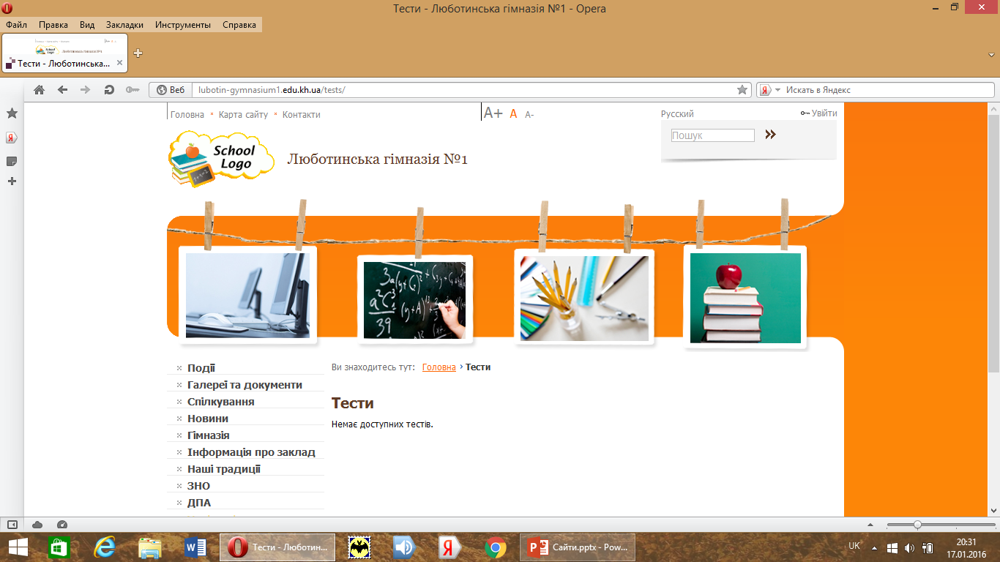 Тести - Люботинська гімназія №1 - Opera
Файл Правка Вид Закладки Инструменты Справка
Тести - Люботинська...
Веб lubotin-gymnasium1.edu.kh.ua/tests/ Искать в Яндекс
Головна Карта сайту Контакти A+ A A- Русский Увійти
Пошук
School
Logo
Люботинська гімназія №1
Ви знаходитесь тут: Головна › Тести
Події
Галереї та документи
Спілкування
Новини
Гімназія
Інформація про заклад
Наші традиції
ЗНО
ДПА
Тести
Немає доступних тестів.
Тести - Люботин...
Сайти.pptx - Pow...
UK
20:31
17.01.2016